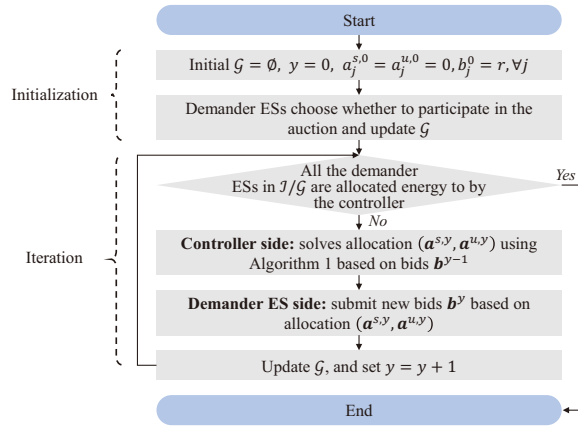 Start
Initial 𝒢 = ∅, y = 0, a_j^{s,0} = a_j^{u,0} = 0, b_j^0 = r, ∀j
Initialization
Demander ESs choose whether to participate in the
auction and update 𝒢
All the demander
ESs in 𝒥/𝒢 are allocated energy to by
the controller
Yes
No
Controller side: solves allocation (a^{s,y}, a^{u,y}) using
Algorithm 1 based on bids b^{y−1}
Iteration
Demander ES side: submit new bids b^y based on
allocation (a^{s,y}, a^{u,y})
Update 𝒢, and set y = y + 1
End